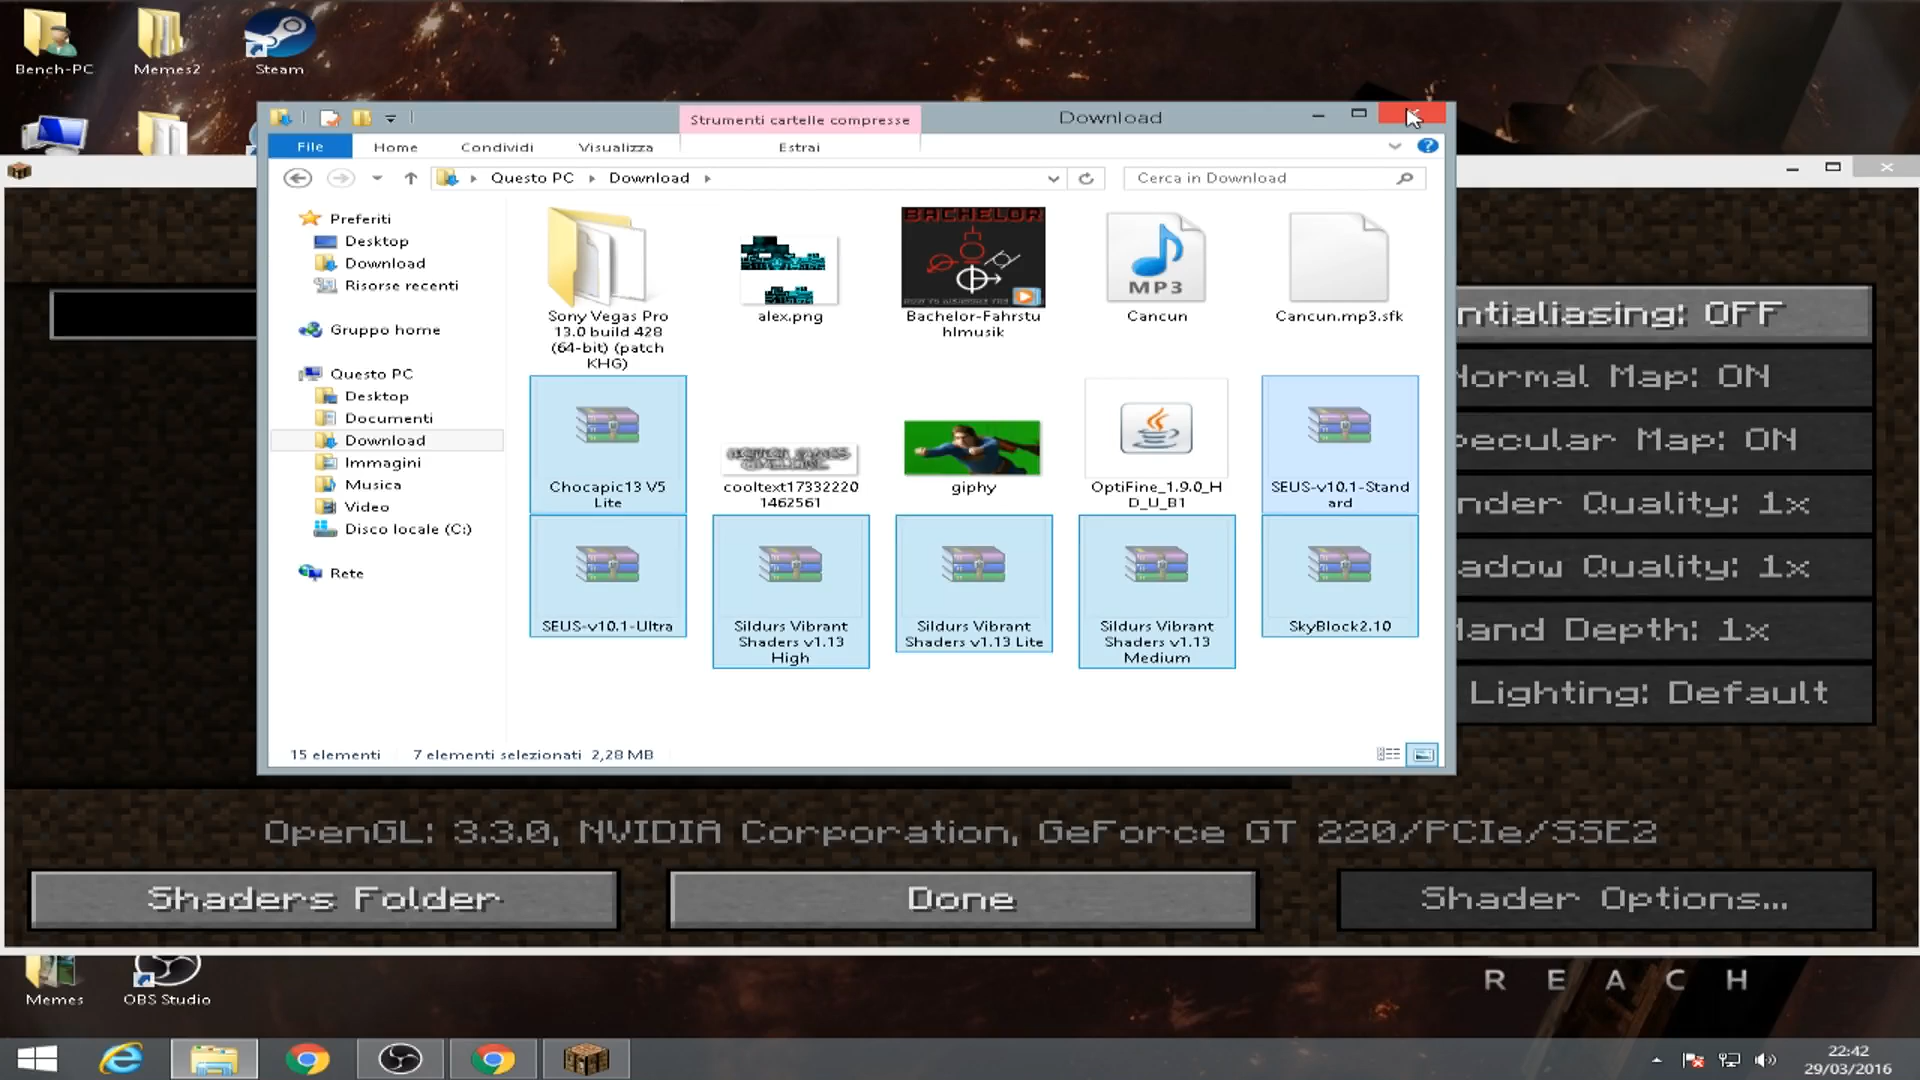 Bench-PC
Memes2
Steam
Strumenti cartelle compresse
Download
File
Home
Condividi
Visualizza
Estrai
Questo PC
Download
Cerca in Download
Preferiti
Desktop
Download
Risorse recenti
Gruppo home
Questo PC
Desktop
Documenti
Download
Immagini
Musica
Video
Disco locale (C:)
Rete
Sony Vegas Pro
13.0 build 428
(64-bit) (patch
KHG)
alex.png
BACHELOR
Bachelor-Fahrstu
hlmusik
MP3
Cancun
Cancun.mp3.sfk
Chocapic13 V5
Lite
cooltext17332220
1462561
giphy
OptiFine_1.9.0_H
D_U_B1
SEUS-v10.1-Stand
ard
SEUS-v10.1-Ultra
Sildurs Vibrant
Shaders v1.13
High
Sildurs Vibrant
Shaders v1.13 Lite
Sildurs Vibrant
Shaders v1.13
Medium
SkyBlock2.10
15 elementi
7 elementi selezionati 2,28 MB
ntialiasing: OFF
Normal Map: ON
pecular Map: ON
nder Quality: 1x
adow Quality: 1x
Hand Depth: 1x
Lighting: Default
OpenGL: 3.3.0, NVIDIA Corporation, GeForce GT 220/PCIe/SSE2
Shaders Folder
Done
Shader Options...
Memes
OBS Studio
REACH
22:42
29/03/2016